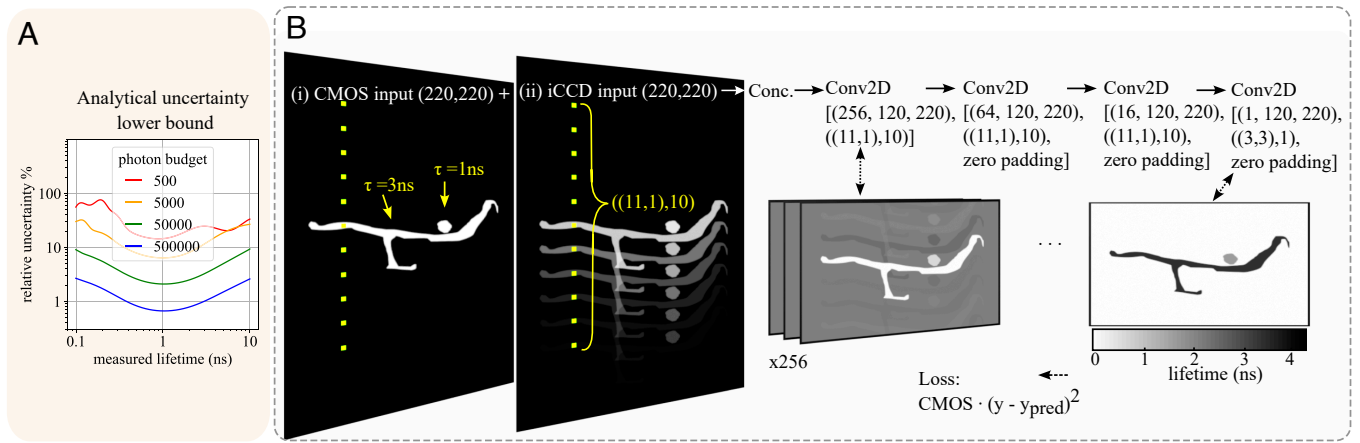 A
Analytical uncertainty
lower bound
photon budget
500
5000
50000
500000
relative uncertainty %
100
10
1
0.1
1
10
measured lifetime (ns)
B
(i) CMOS input (220,220) +
(ii) iCCD input (220,220)
Conc.
Conv2D
[(256, 120, 220),
((11,1),10)]
Conv2D
[(64, 120, 220),
((11,1),10),
zero padding]
Conv2D
[(16, 120, 220),
((11,1),10),
zero padding]
Conv2D
[(1, 120, 220),
((3,3),1),
zero padding]
τ =3ns
τ =1ns
((11,1),10)
x256
. . .
0 1 2 3 4
lifetime (ns)
Loss:
CMOS · (y - ypred)2